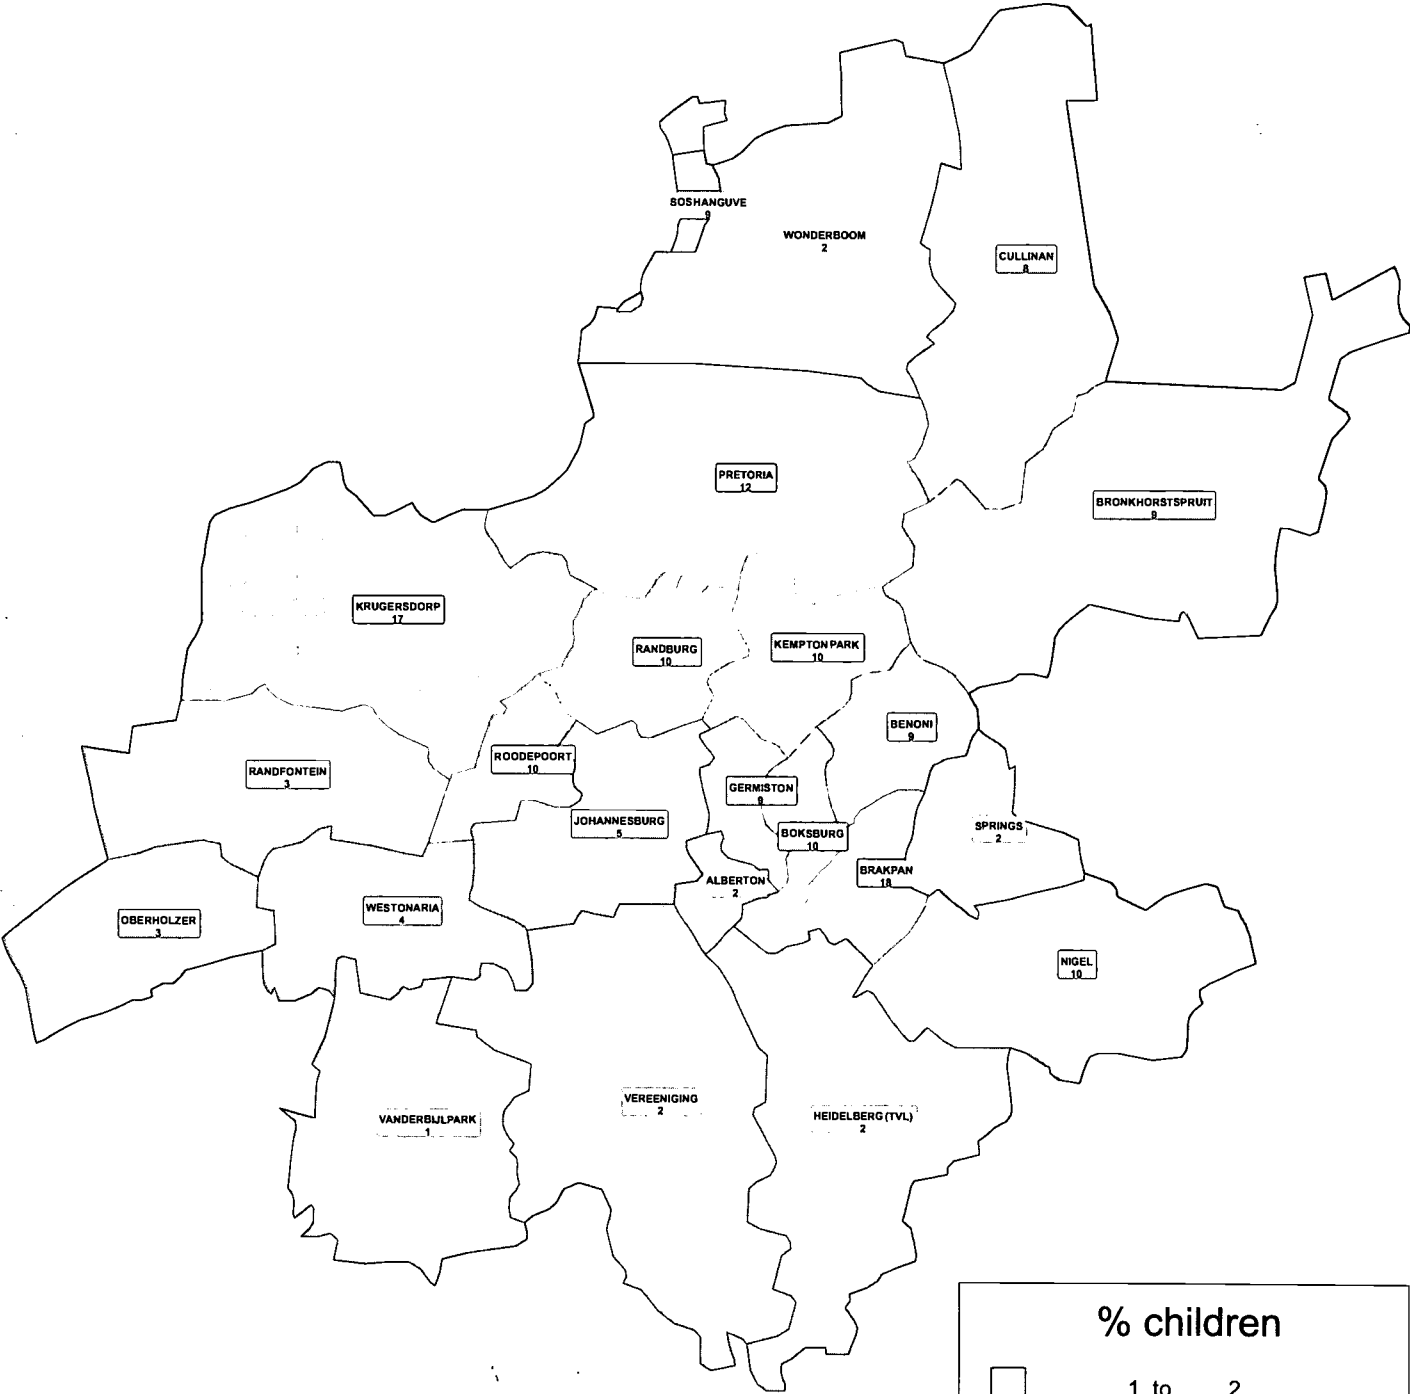 SOSHANGUVE
9
WONDERBOOM
2
CULLINAN
8
PRETORIA
12
BRONKHORSTSPRUIT
9
KRUGERSDORP
17
RANDBURG
10
KEMPTON PARK
10
BENONI
9
ROODEPOORT
10
RANDFONTEIN
3
GERMISTON
9
JOHANNESBURG
5
BOKSBURG
10
SPRINGS
2
BRAKPAN
18
ALBERTON
2
WESTONARIA
4
OBERHOLZER
3
NIGEL
10
VEREENIGING
2
HEIDELBERG (TVL)
2
VANDERBIJLPARK
1
% children
1 to 2